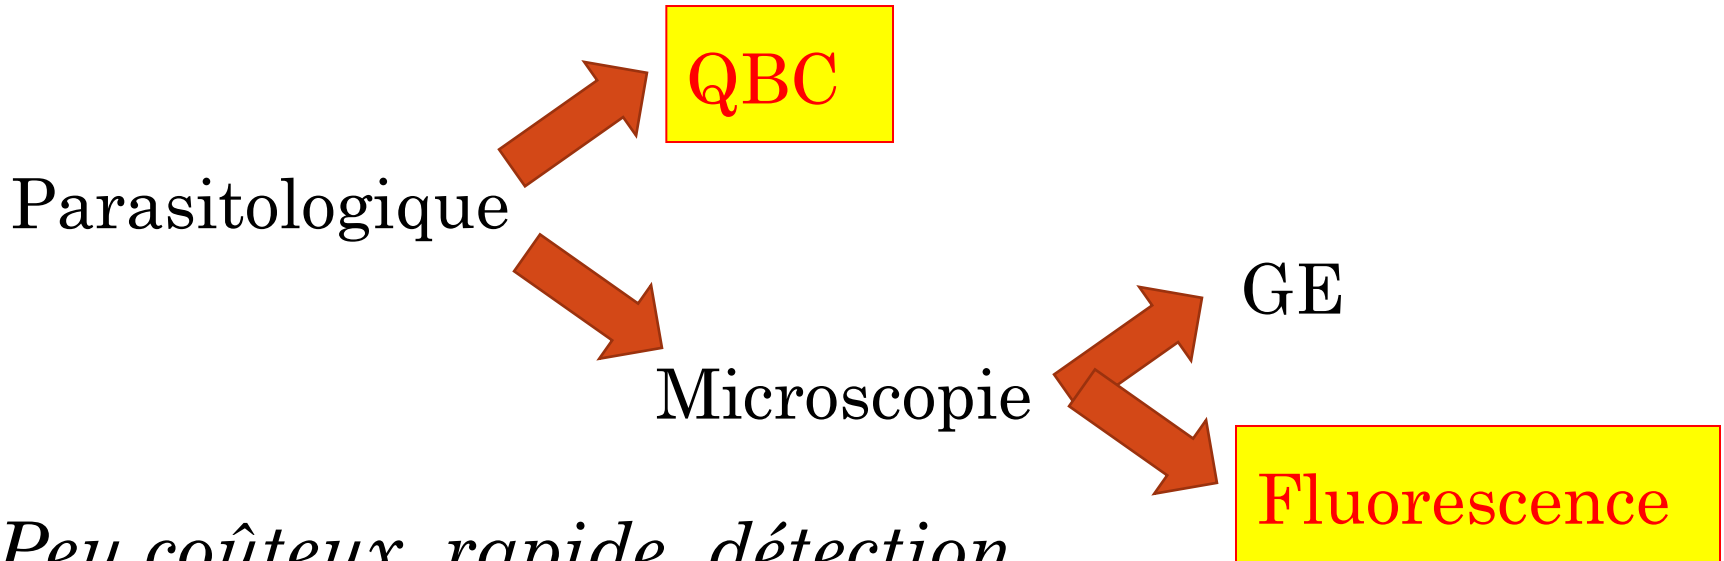 QBC
Parasitologique
GE
Microscopie
Fluorescence
Peu coûteux, rapide, détection